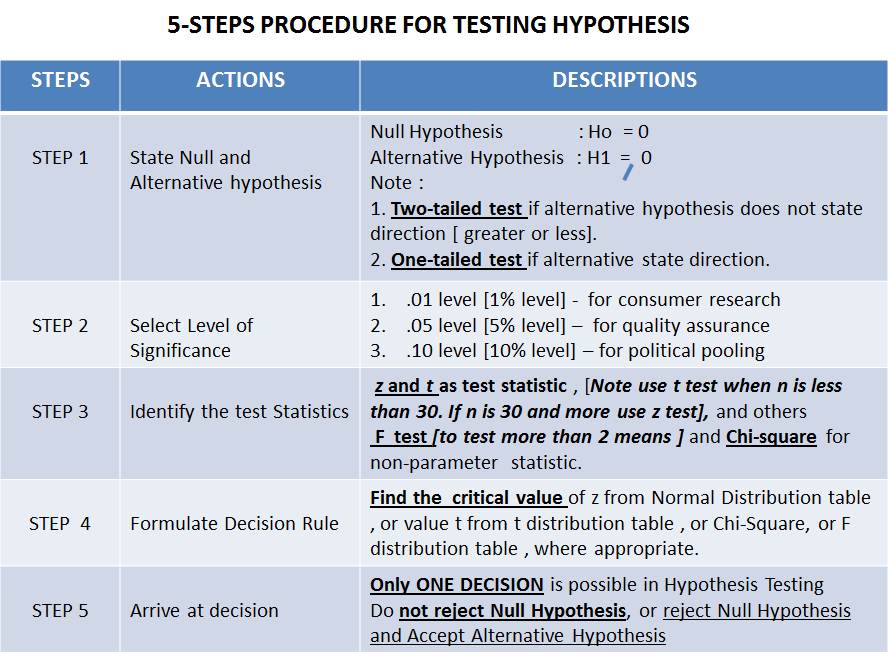 5-STEPS PROCEDURE FOR TESTING HYPOTHESIS
STEPS ACTIONS DESCRIPTIONS
STEP 1
State Null and
Alternative hypothesis
Null Hypothesis : Ho = 0
Alternative Hypothesis : H1 ≠ 0
Note :
1. Two-tailed test if alternative hypothesis does not state
direction [ greater or less].
2. One-tailed test if alternative state direction.
STEP 2
Select Level of
Significance
1. .01 level [1% level] - for consumer research
2. .05 level [5% level] – for quality assurance
3. .10 level [10% level] – for political pooling
STEP 3
Identify the test Statistics
z and t as test statistic , [Note use t test when n is less
than 30. If n is 30 and more use z test], and others
F test [to test more than 2 means ] and Chi-square for
non-parameter statistic.
STEP 4
Formulate Decision Rule
Find the critical value of z from Normal Distribution table
, or value t from t distribution table , or Chi-Square, or F
distribution table , where appropriate.
STEP 5
Arrive at decision
Only ONE DECISION is possible in Hypothesis Testing
Do not reject Null Hypothesis, or reject Null Hypothesis
and Accept Alternative Hypothesis